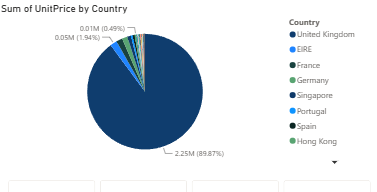 Sum of UnitPrice by Country
0.01M (0.49%)
0.05M (1.94%)
2.25M (89.87%)
Country
United Kingdom
EIRE
France
Germany
Singapore
Portugal
Spain
Hong Kong